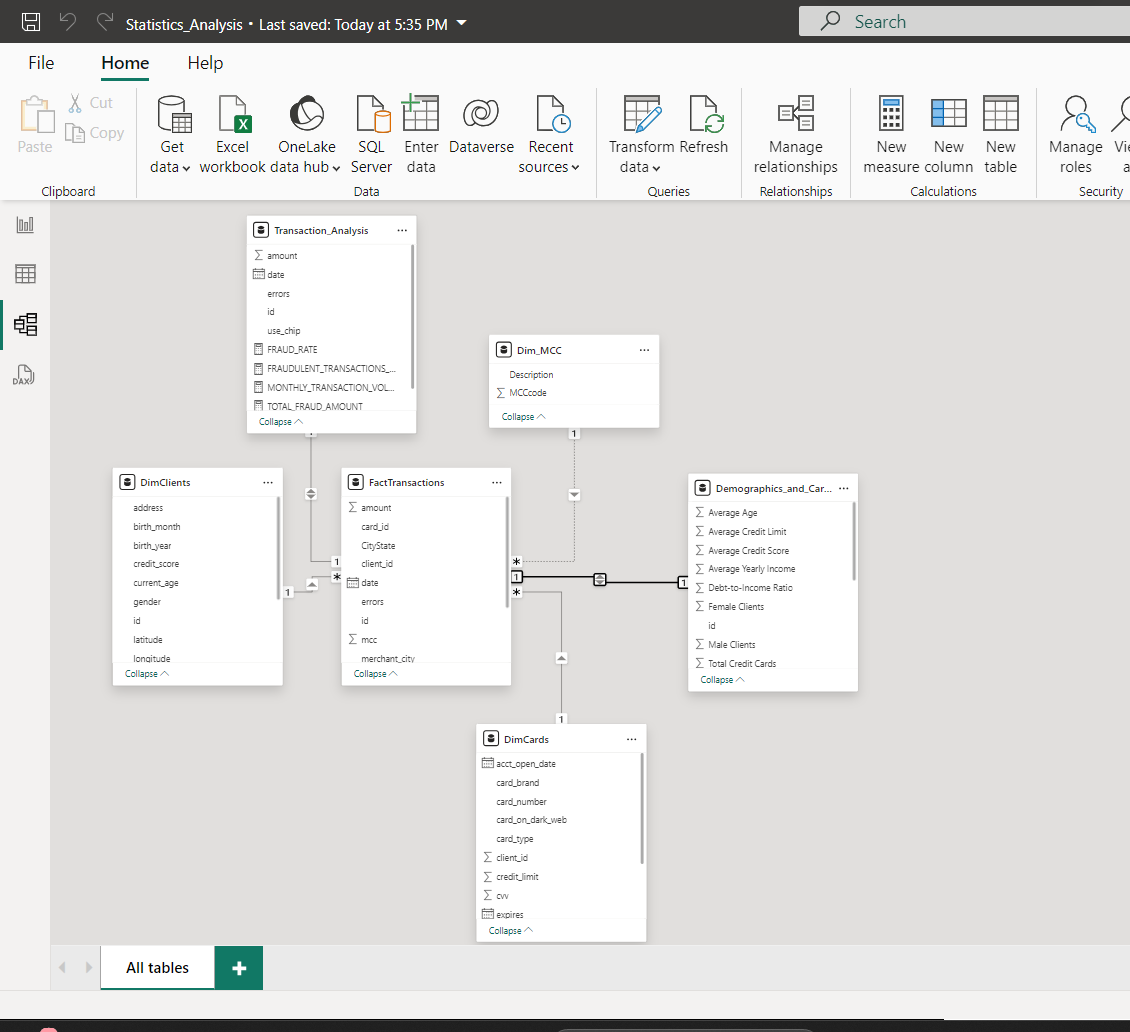 Statistics_Analysis • Last saved: Today at 5:35 PM
Search
File Home Help
Paste
Cut
Copy
Get data
Excel workbook
OneLake data hub
SQL Server
Enter data
Dataverse
Recent sources
Transform data
Refresh
Manage relationships
New measure
New column
New table
Manage roles
Clipboard
Data
Queries
Relationships
Calculations
Security
DAX
Transaction_Analysis ...
amount
date
errors
id
use_chip
FRAUD_RATE
FRAUDULENT_TRANSACTIONS_...
MONTHLY_TRANSACTION_VOL...
TOTAL_FRAUD_AMOUNT
Collapse
Dim_MCC ...
Description
MCCcode
Collapse
1
DimClients ...
address
birth_month
birth_year
credit_score
current_age
gender
id
latitude
longitude
Collapse
1
1
*
FactTransactions ...
amount
card_id
CityState
client_id
date
errors
id
mcc
merchant_city
Collapse
*
1
*
1
Demographics_and_Car... ...
Average Age
Average Credit Limit
Average Credit Score
Average Yearly Income
Debt-to-Income Ratio
Female Clients
id
Male Clients
Total Credit Cards
Collapse
1
DimCards ...
acct_open_date
card_brand
card_number
card_on_dark_web
card_type
client_id
credit_limit
cvv
expires
Collapse
All tables +